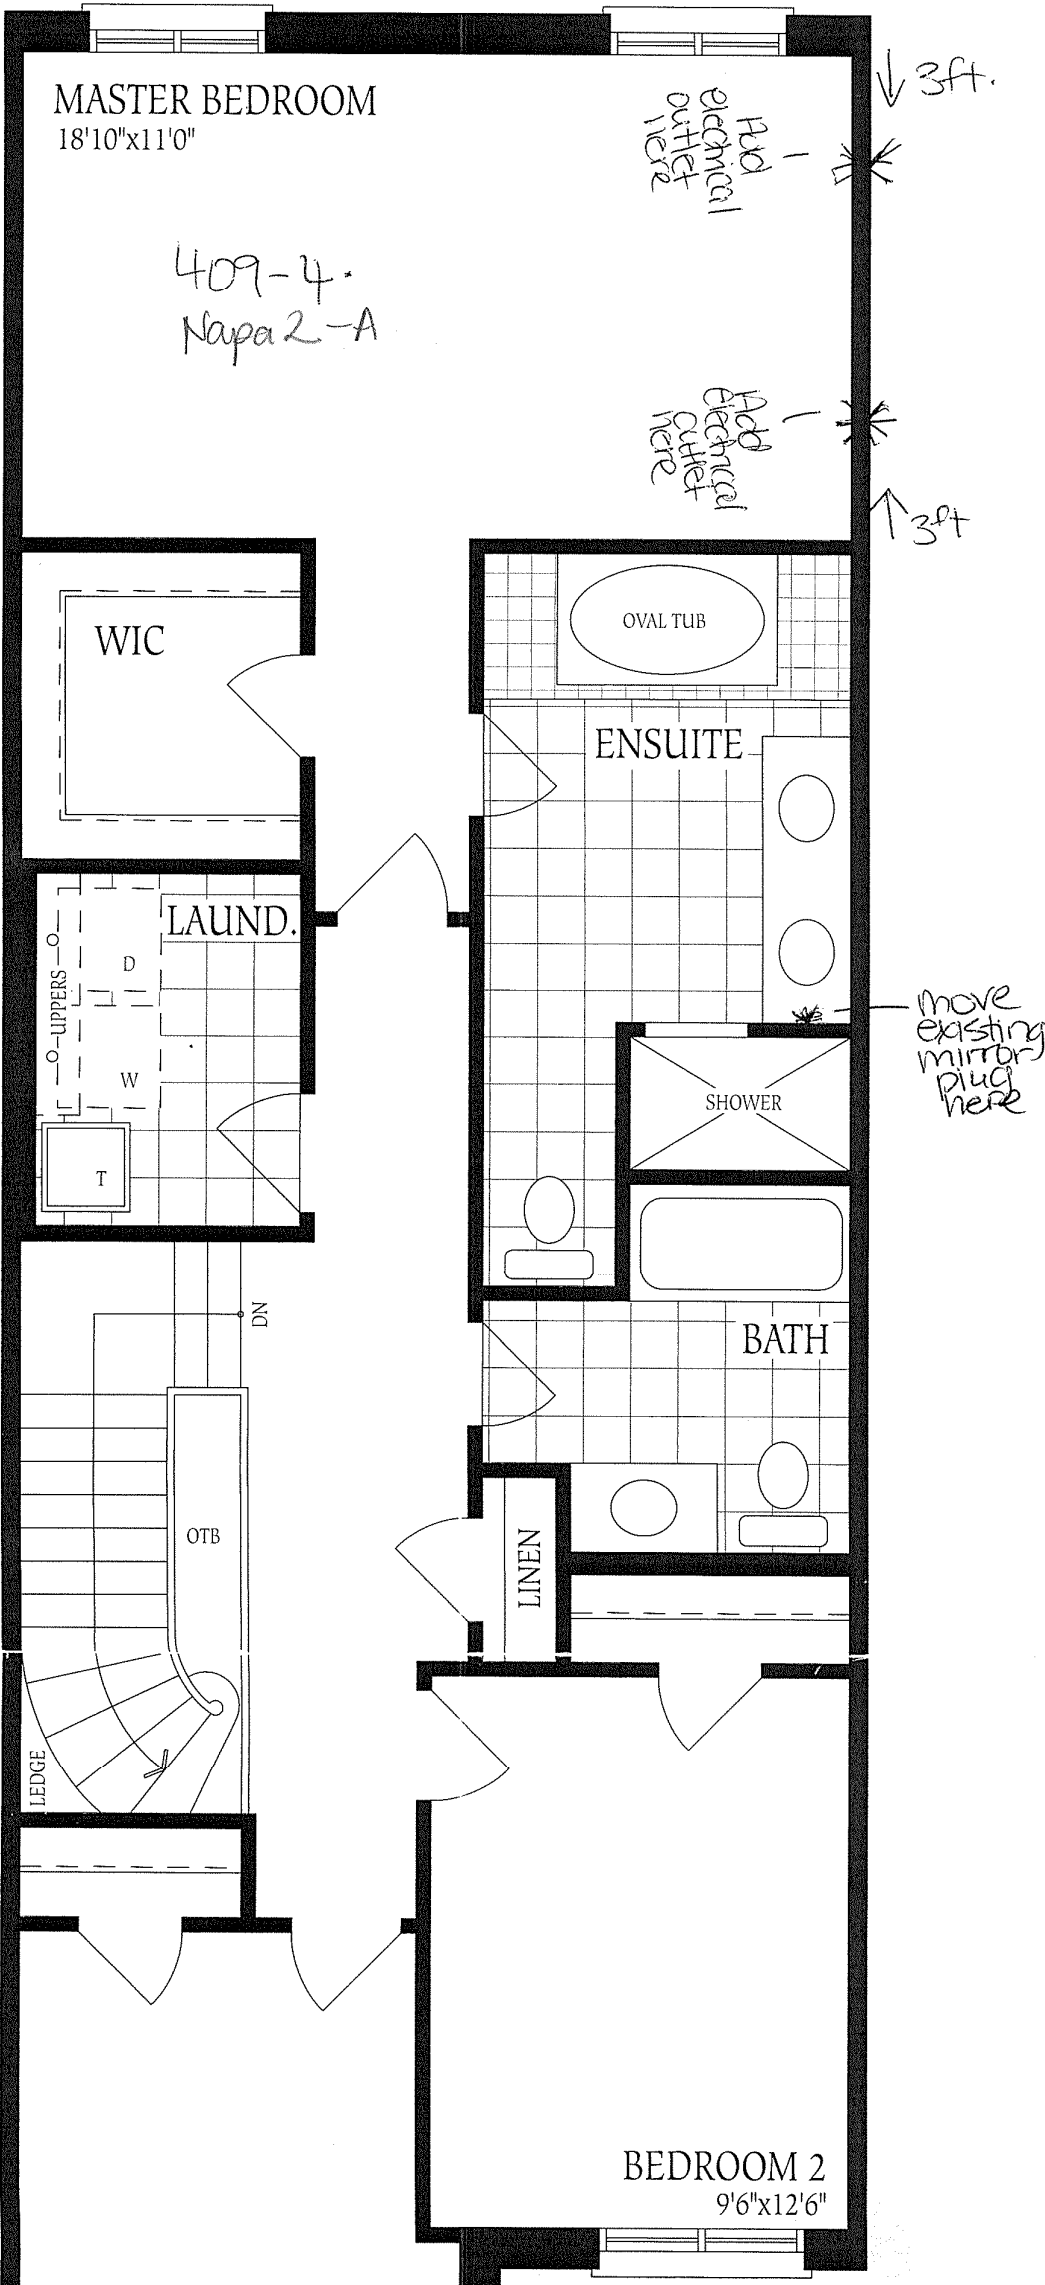 MASTER BEDROOM
18'10"x11'0"
↓ 3ft.
Add
electrical
outlet
here
409-4.
Napa 2 - A
Add
electrical
outlet
here
↑ 3ft
WIC
OVAL TUB
ENSUITE
LAUND.
UPPERS
D
W
T
move
existing
mirror
plug
here
SHOWER
DN
BATH
OTB
LINEN
LEDGE
BEDROOM 2
9'6"x12'6"